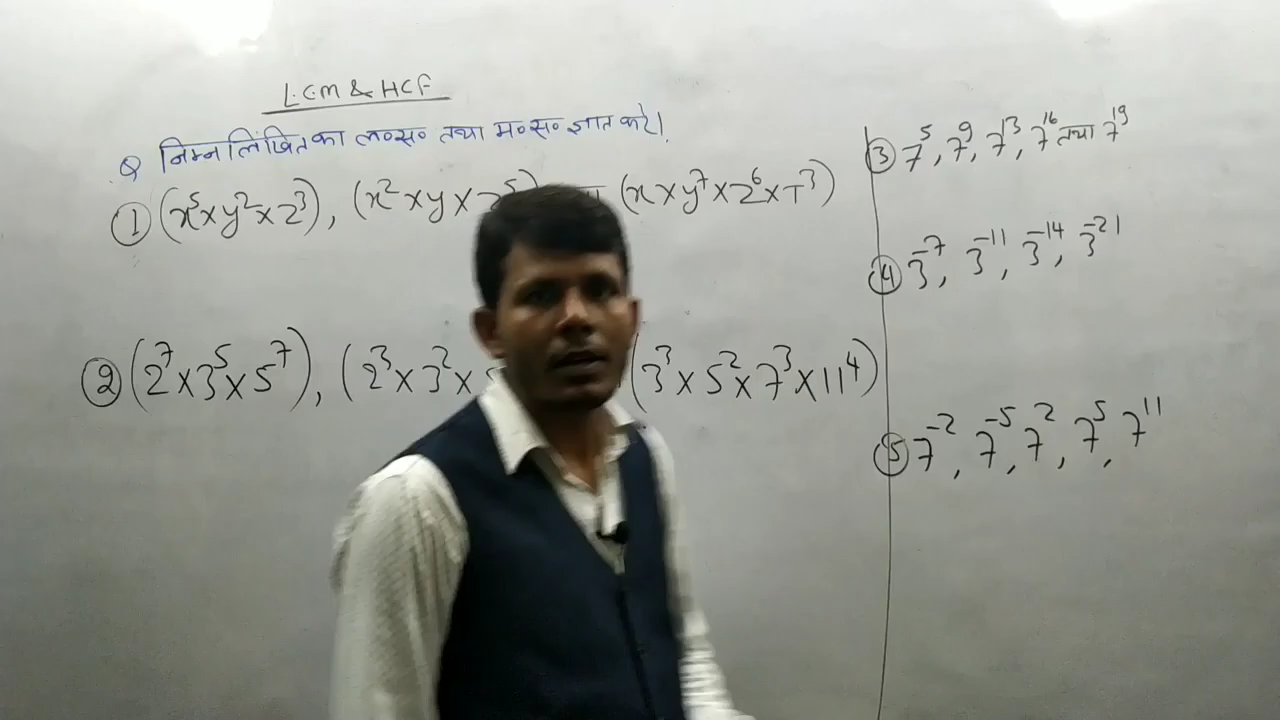 L.C.M & HCF
Q निम्नलिखित का ल०स० तथा म०स० ज्ञात करें।
① (x⁵×y²×z³), (x²×y×z⁵) (x×y⁷×z⁶×T³)
② (2⁷×3⁵×5⁷), (2³×3²× (3³×5²×7³×11⁴)
③ 7⁵, 7⁹, 7¹³, 7¹⁶ तथा 7¹⁹
④ 3⁻⁷, 3⁻¹¹, 3⁻¹⁴, 3⁻²¹
⑤ 7⁻², 7⁻⁵, 7², 7⁵, 7¹¹